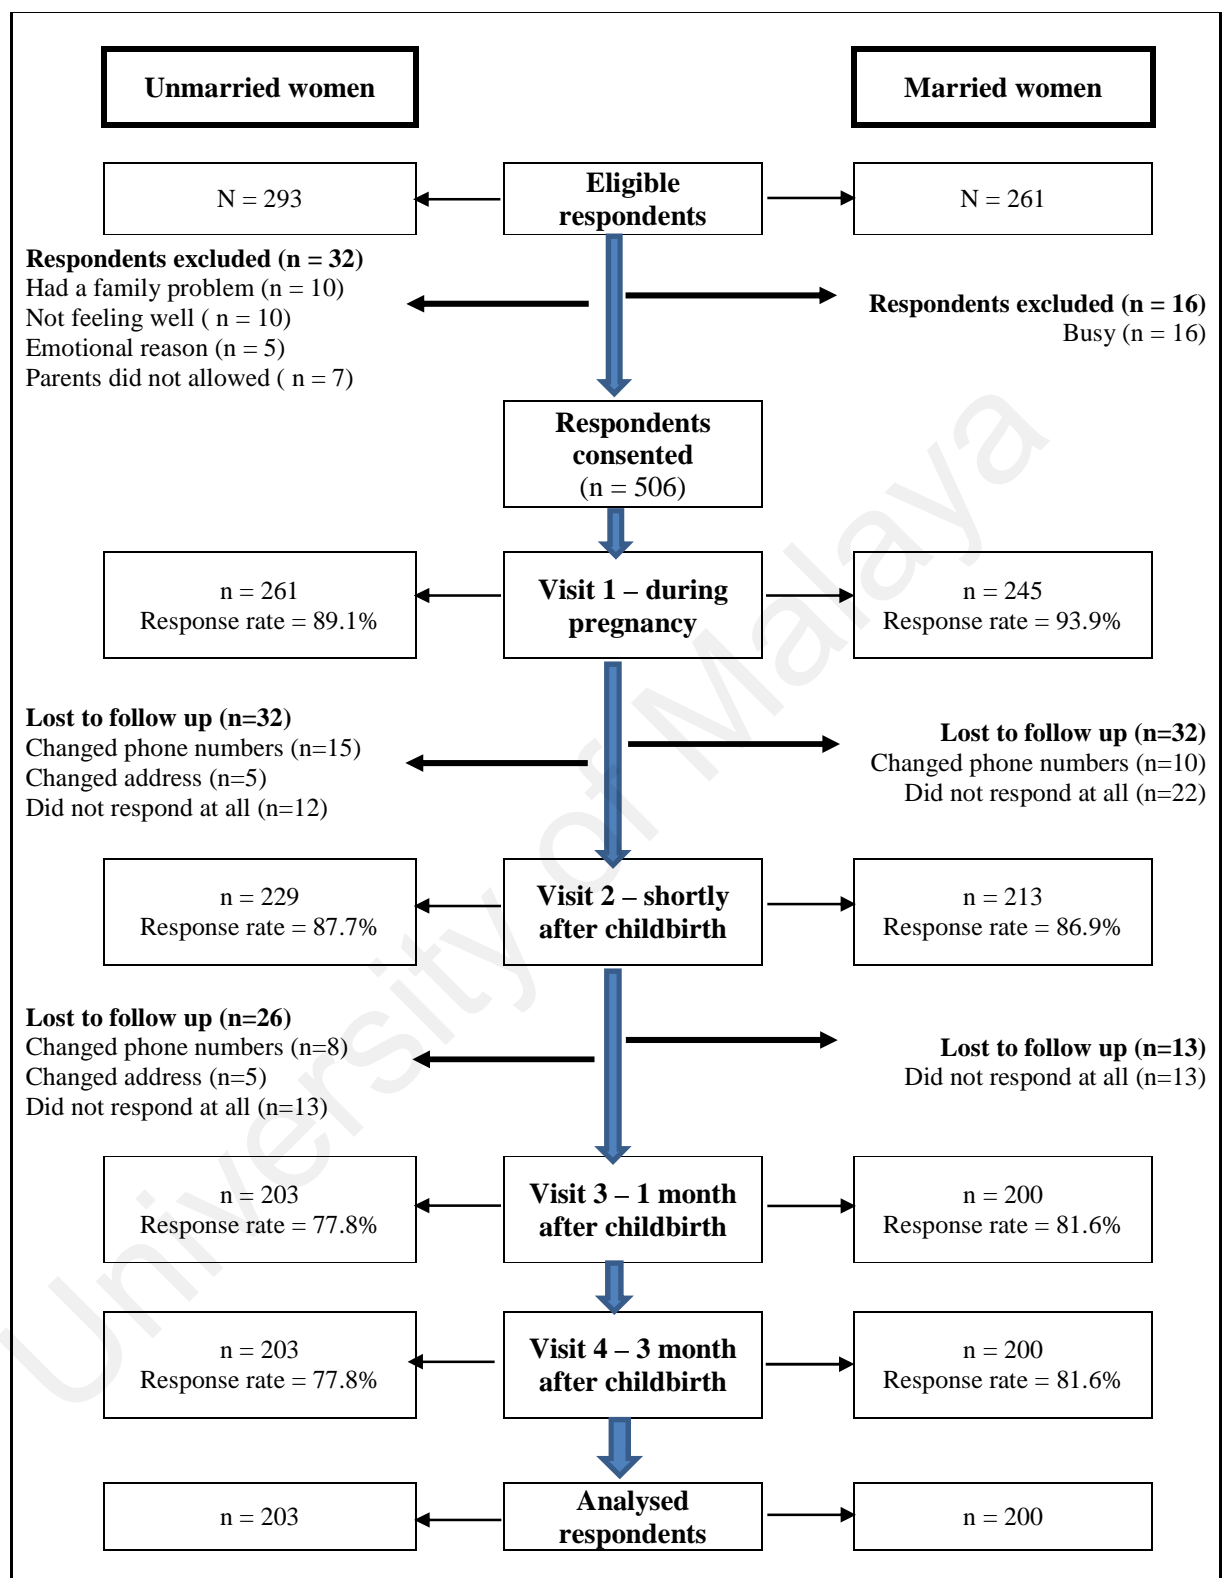 Unmarried women
Married women
N = 293
Eligible
respondents
N = 261
Respondents excluded (n = 32)
Had a family problem (n = 10)
Not feeling well ( n = 10)
Emotional reason (n = 5)
Parents did not allowed ( n = 7)
Respondents excluded (n = 16)
Busy (n = 16)
Respondents
consented
(n = 506)
n = 261
Response rate = 89.1%
Visit 1 – during
pregnancy
n = 245
Response rate = 93.9%
Lost to follow up (n=32)
Changed phone numbers (n=15)
Changed address (n=5)
Did not respond at all (n=12)
Lost to follow up (n=32)
Changed phone numbers (n=10)
Did not respond at all (n=22)
n = 229
Response rate = 87.7%
Visit 2 – shortly
after childbirth
n = 213
Response rate = 86.9%
Lost to follow up (n=26)
Changed phone numbers (n=8)
Changed address (n=5)
Did not respond at all (n=13)
Lost to follow up (n=13)
Did not respond at all (n=13)
n = 203
Response rate = 77.8%
Visit 3 – 1 month
after childbirth
n = 200
Response rate = 81.6%
n = 203
Response rate = 77.8%
Visit 4 – 3 month
after childbirth
n = 200
Response rate = 81.6%
n = 203
Analysed
respondents
n = 200
University of Malaya